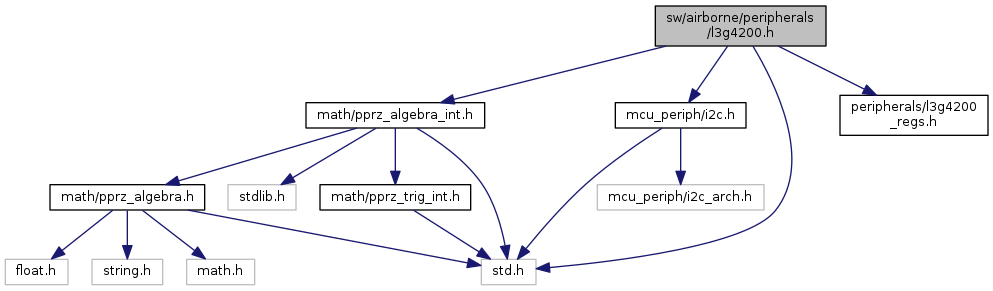 sw/airborne/peripherals
/l3g4200.h
math/pprz_algebra_int.h
mcu_periph/i2c.h
peripherals/l3g4200
_regs.h
math/pprz_algebra.h
stdlib.h
math/pprz_trig_int.h
mcu_periph/i2c_arch.h
float.h
string.h
math.h
std.h